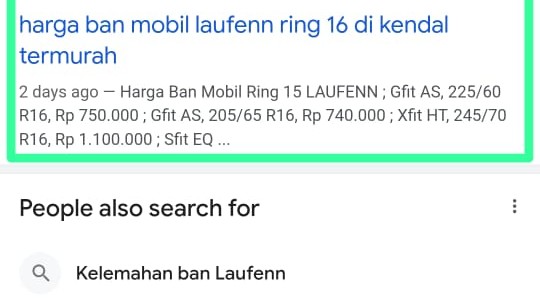 harga ban mobil laufenn ring 16 di kendal
termurah
2 days ago — Harga Ban Mobil Ring 15 LAUFENN ; Gfit AS, 225/60
R16, Rp 750.000 ; Gfit AS, 205/65 R16, Rp 740.000 ; Xfit HT, 245/70
R16, Rp 1.100.000 ; Sfit EQ ...
People also search for
Kelemahan ban Laufenn